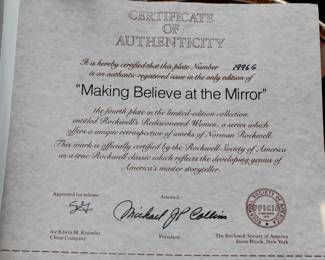 CERTIFICATE
OF
AUTHENTICITY
It is hereby certified that this plate Number 1996G
is an authentic registered issue in the only edition of
"Making Believe at the Mirror"
the fourth plate in the limited-edition collection
entitled Rockwell's Rediscovered Women, a series which
offers a unique retrospective of works of Norman Rockwell.
This work is officially certified by the Rockwell Society of America
as a true Rockwell classic which reflects the developing genius of
America's master storyteller.
Approved for release: Attested:
Michael JP Collins
for Edwin M. Knowles President The Rockwell Society of America
China Company Stony Brook, New York